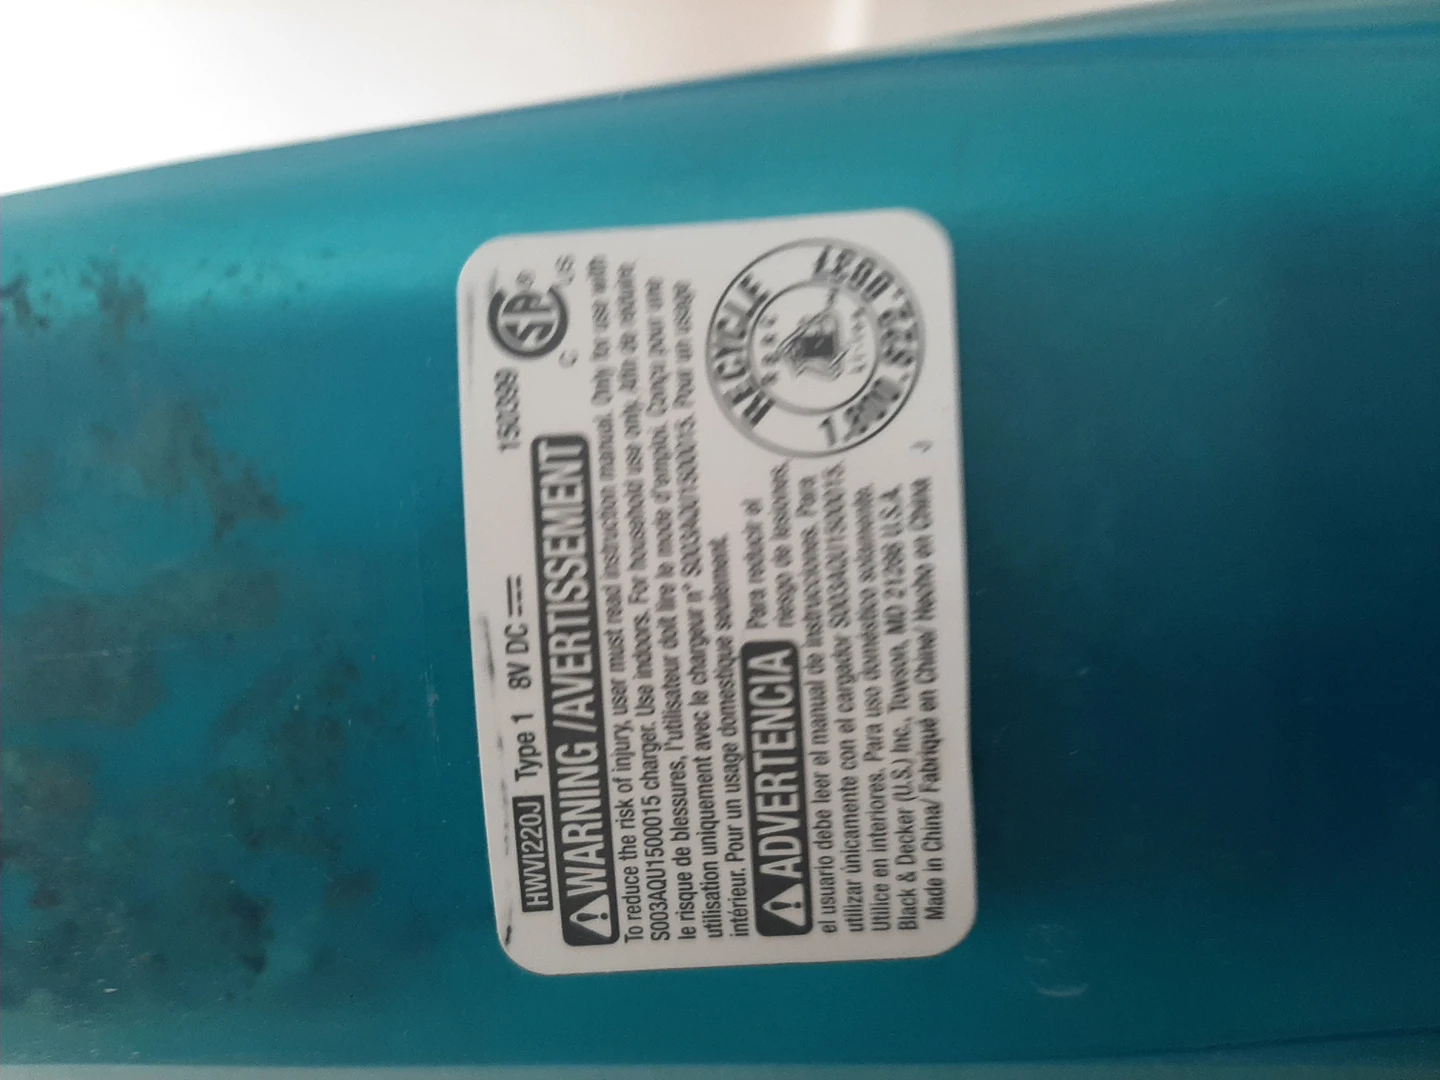 HWVI220J Type 1 8V DC 150399
WARNING /AVERTISSEMENT
To reduce the risk of injury, user must read instruction manual. Only for use with
S003AQU1500015 charger. Use indoors. For household use only. Afin de réduire
le risque de blessures, l'utilisateur doit lire le mode d'emploi. Conçu pour une
utilisation uniquement avec le chargeur n° S003AQU1500015. Pour un usage
intérieur. Pour un usage domestique seulement.
ADVERTENCIA Para reducir el
riesgo de lesiones,
el usuario debe leer el manual de instrucciones. Para
utilizar únicamente con el cargador S003AQU1500015.
Utilice en interiores. Para uso doméstico solamente.
Black & Decker (U.S.) Inc., Towson, MD 21286 U.S.A.
Made in China/ Fabriqué en Chine/ Hecho en China
C SA US
RECYCLE
RBRC
1.800.822.8837